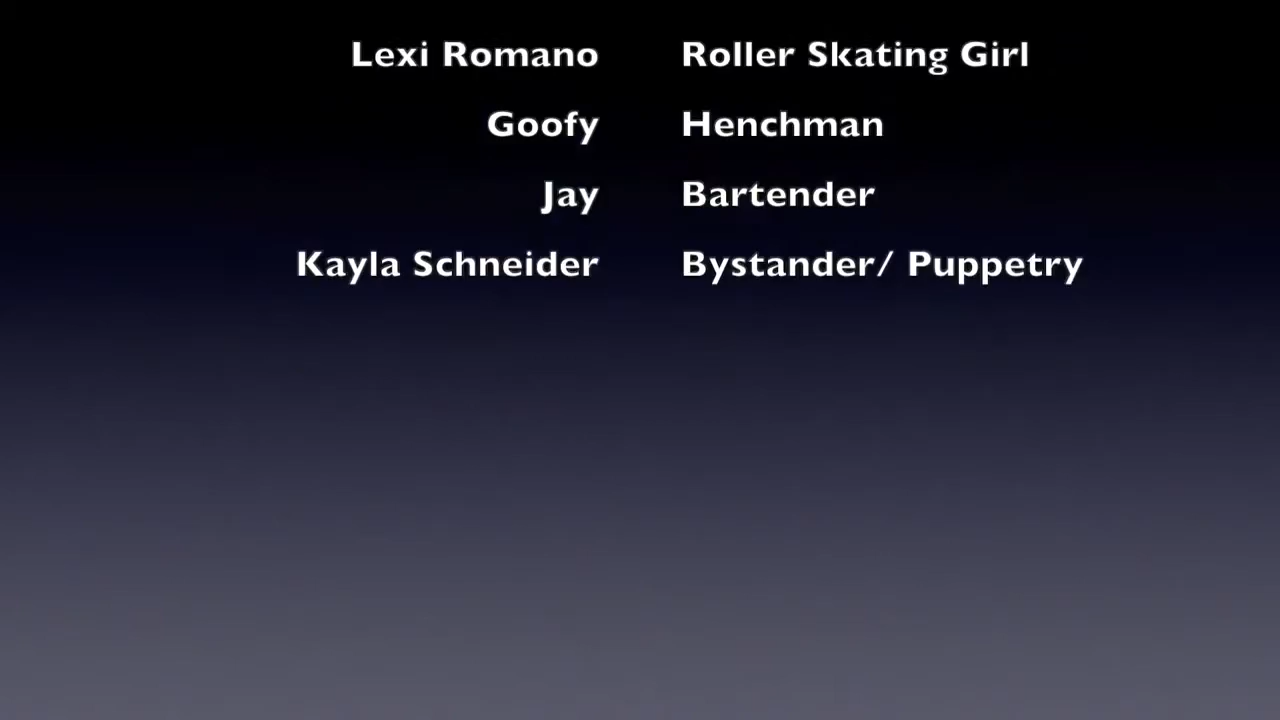 Lexi Romano Roller Skating Girl
Goofy Henchman
Jay Bartender
Kayla Schneider Bystander/ Puppetry